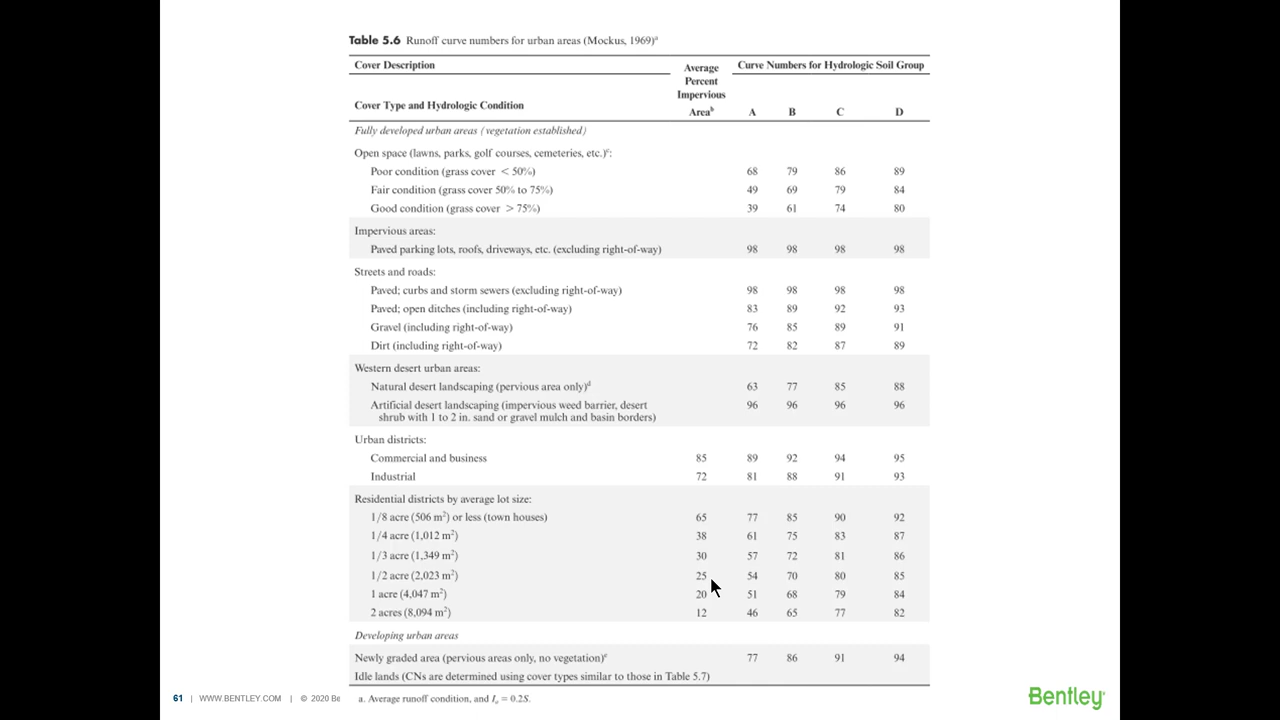 Table 5.6 Runoff curve numbers for urban areas (Mockus, 1969)a
Cover Description Average Percent Impervious Areab Curve Numbers for Hydrologic Soil Group
Cover Type and Hydrologic Condition A B C D
Fully developed urban areas (vegetation established)
Open space (lawns, parks, golf courses, cemeteries, etc.)c:
Poor condition (grass cover < 50%) 68 79 86 89
Fair condition (grass cover 50% to 75%) 49 69 79 84
Good condition (grass cover > 75%) 39 61 74 80
Impervious areas:
Paved parking lots, roofs, driveways, etc. (excluding right-of-way) 98 98 98 98
Streets and roads:
Paved; curbs and storm sewers (excluding right-of-way) 98 98 98 98
Paved; open ditches (including right-of-way) 83 89 92 93
Gravel (including right-of-way) 76 85 89 91
Dirt (including right-of-way) 72 82 87 89
Western desert urban areas:
Natural desert landscaping (pervious area only)d 63 77 85 88
Artificial desert landscaping (impervious weed barrier, desert 96 96 96 96
shrub with 1 to 2 in. sand or gravel mulch and basin borders)
Urban districts:
Commercial and business 85 89 92 94 95
Industrial 72 81 88 91 93
Residential districts by average lot size:
1/8 acre (506 m²) or less (town houses) 65 77 85 90 92
1/4 acre (1,012 m²) 38 61 75 83 87
1/3 acre (1,349 m²) 30 57 72 81 86
1/2 acre (2,023 m²) 25 54 70 80 85
1 acre (4,047 m²) 20 51 68 79 84
2 acres (8,094 m²) 12 46 65 77 82
Developing urban areas
Newly graded area (pervious areas only, no vegetation)e 77 86 91 94
Idle lands (CNs are determined using cover types similar to those in Table 5.7)
a. Average runoff condition, and Ia = 0.2S.
61 | WWW.BENTLEY.COM | © 2020 Be
Bentley